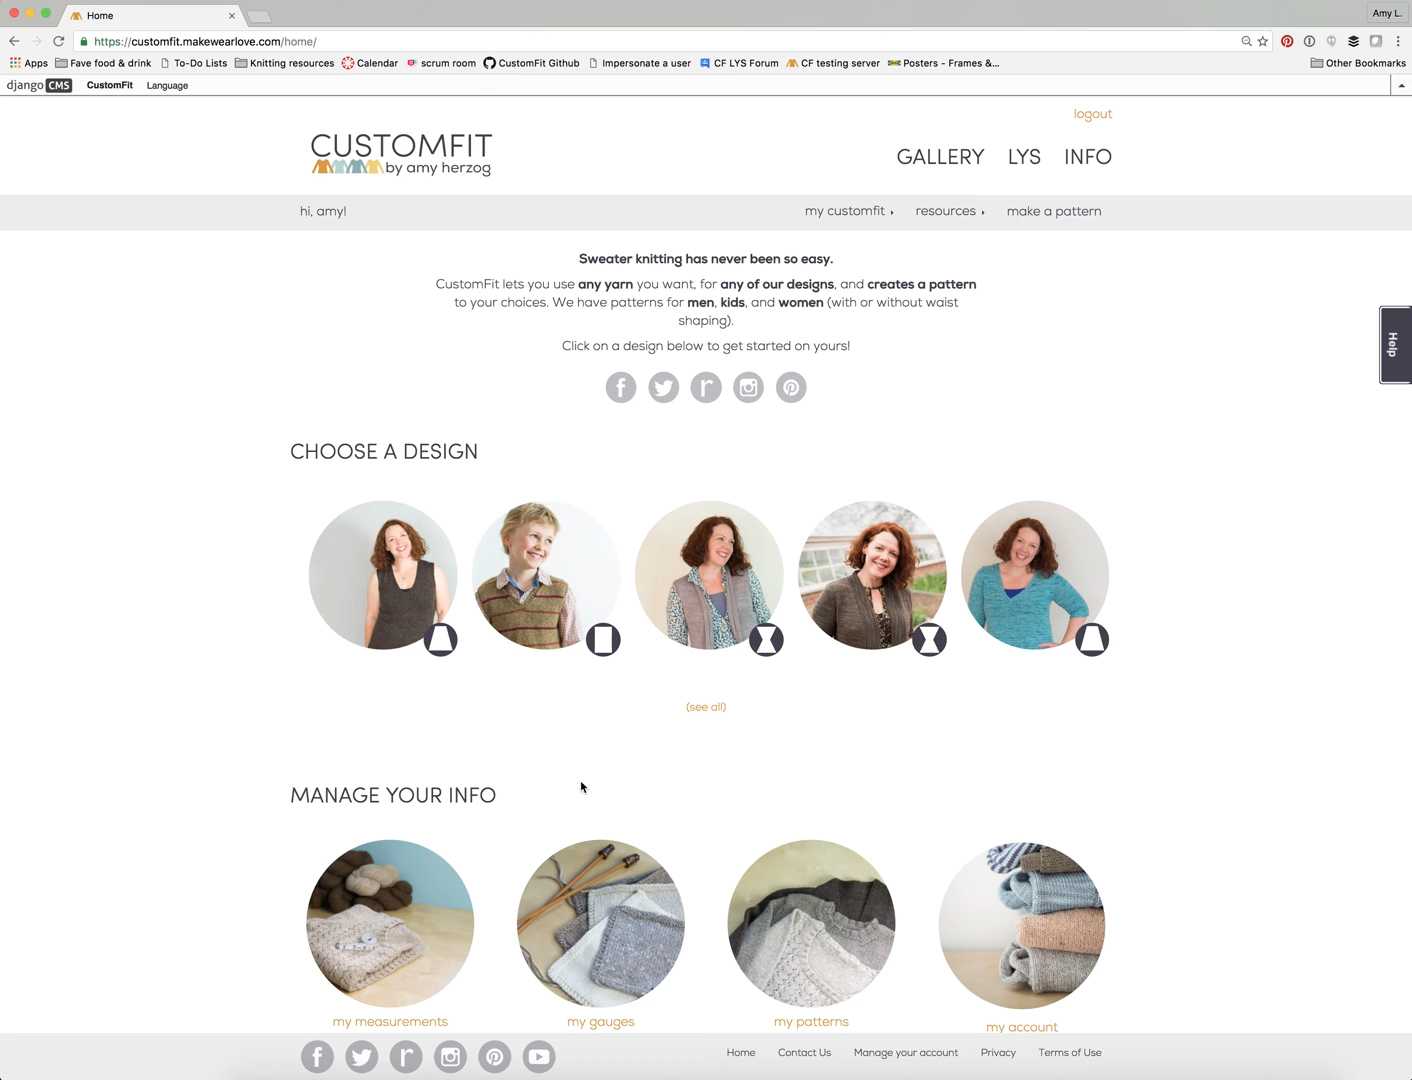 Home
Amy L.
https://customfit.makewearlove.com/home/
Apps Fave food & drink To-Do Lists Knitting resources Calendar scrum room CustomFit Github Impersonate a user CF LYS Forum CF testing server Posters - Frames &... Other Bookmarks
django CMS CustomFit Language
logout
CUSTOMFIT
by amy herzog
GALLERY LYS INFO
hi, amy! my customfit resources make a pattern
Sweater knitting has never been so easy.
CustomFit lets you use any yarn you want, for any of our designs, and creates a pattern
to your choices. We have patterns for men, kids, and women (with or without waist
shaping).
Click on a design below to get started on yours!
Help
CHOOSE A DESIGN
(see all)
MANAGE YOUR INFO
my measurements my gauges my patterns my account
Home Contact Us Manage your account Privacy Terms of Use